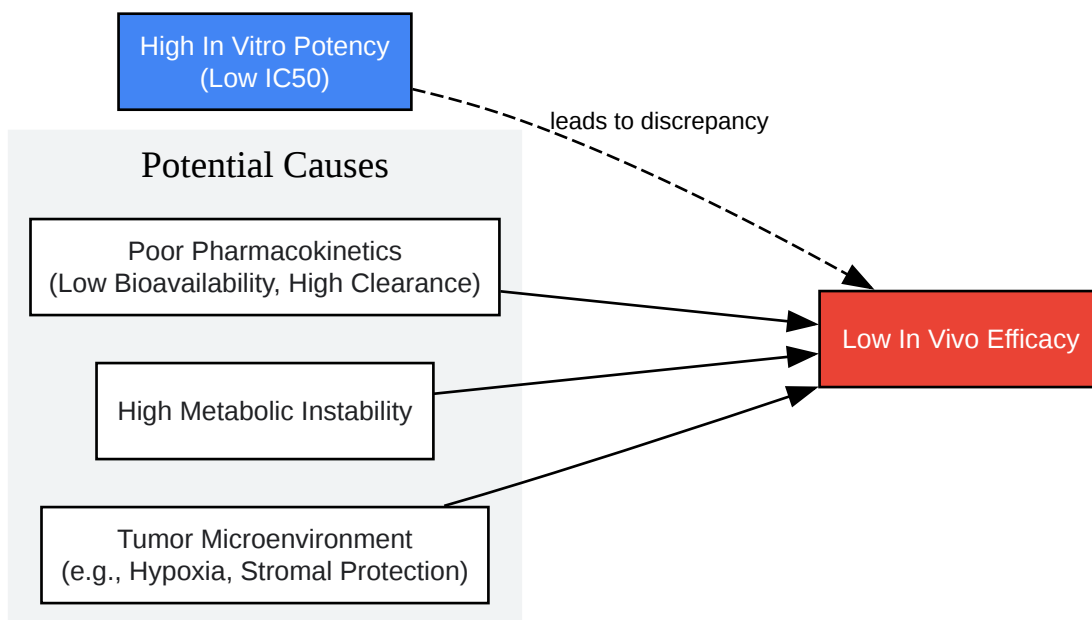 High In Vitro Potency
(Low IC50)
leads to discrepancy
Potential Causes
Poor Pharmacokinetics
(Low Bioavailability, High Clearance)
Low In Vivo Efficacy
High Metabolic Instability
Tumor Microenvironment
(e.g., Hypoxia, Stromal Protection)